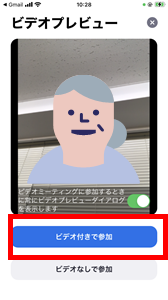 ◀ Gmail 10:28
ビデオプレビュー
ビデオミーティングに参加するとき
に常にビデオプレビューダイアログ
を表示します
ビデオ付きで参加
ビデオなしで参加